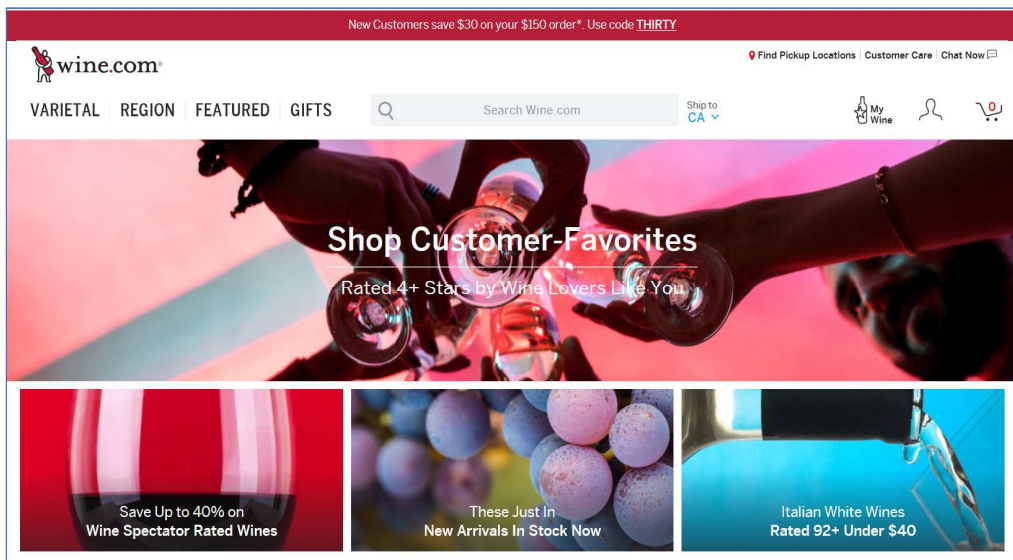 New Customers save $30 on your $150 order*. Use code THIRTY
wine.com
Find Pickup Locations Customer Care Chat Now
VARIETAL REGION FEATURED GIFTS
Search Wine.com
Ship to
CA
My
Wine
0
Shop Customer-Favorites
Rated 4+ Stars by Wine Lovers Like You
Save Up to 40% on
Wine Spectator Rated Wines
These Just In
New Arrivals In Stock Now
Italian White Wines
Rated 92+ Under $40